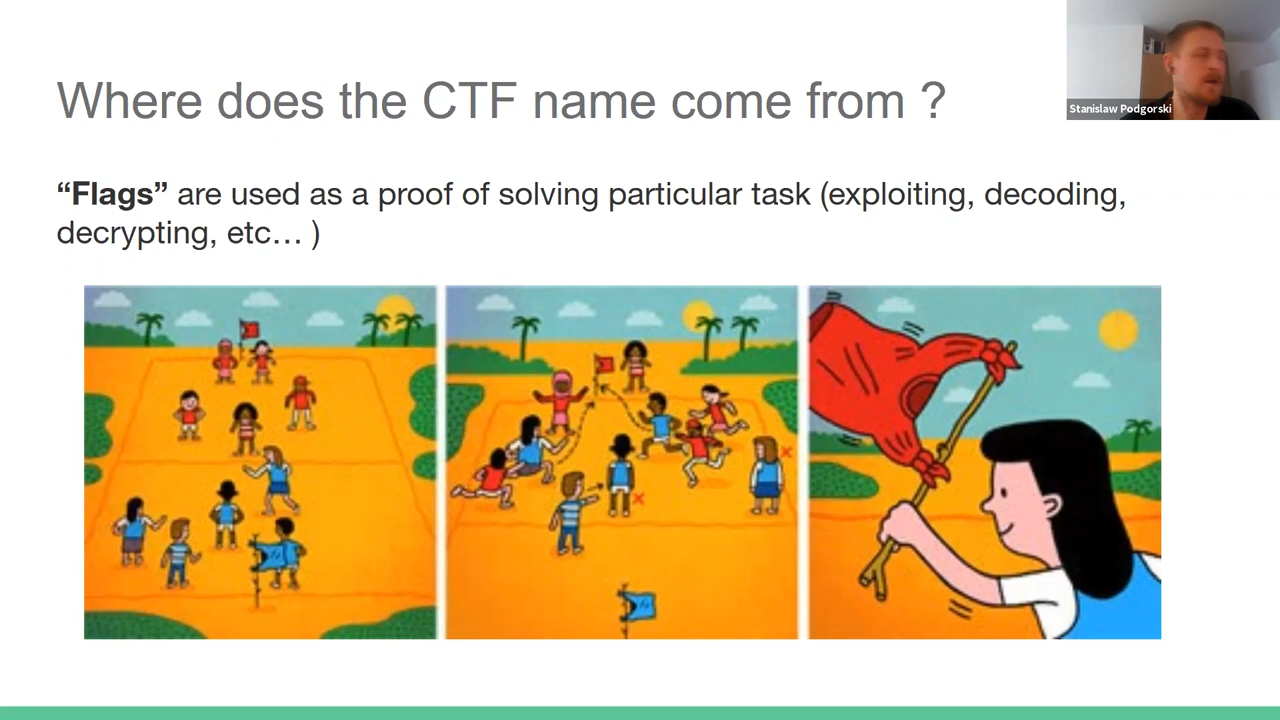 Where does the CTF name come from ?
Stanislaw Podgorski
“Flags” are used as a proof of solving particular task (exploiting, decoding,
decrypting, etc… )